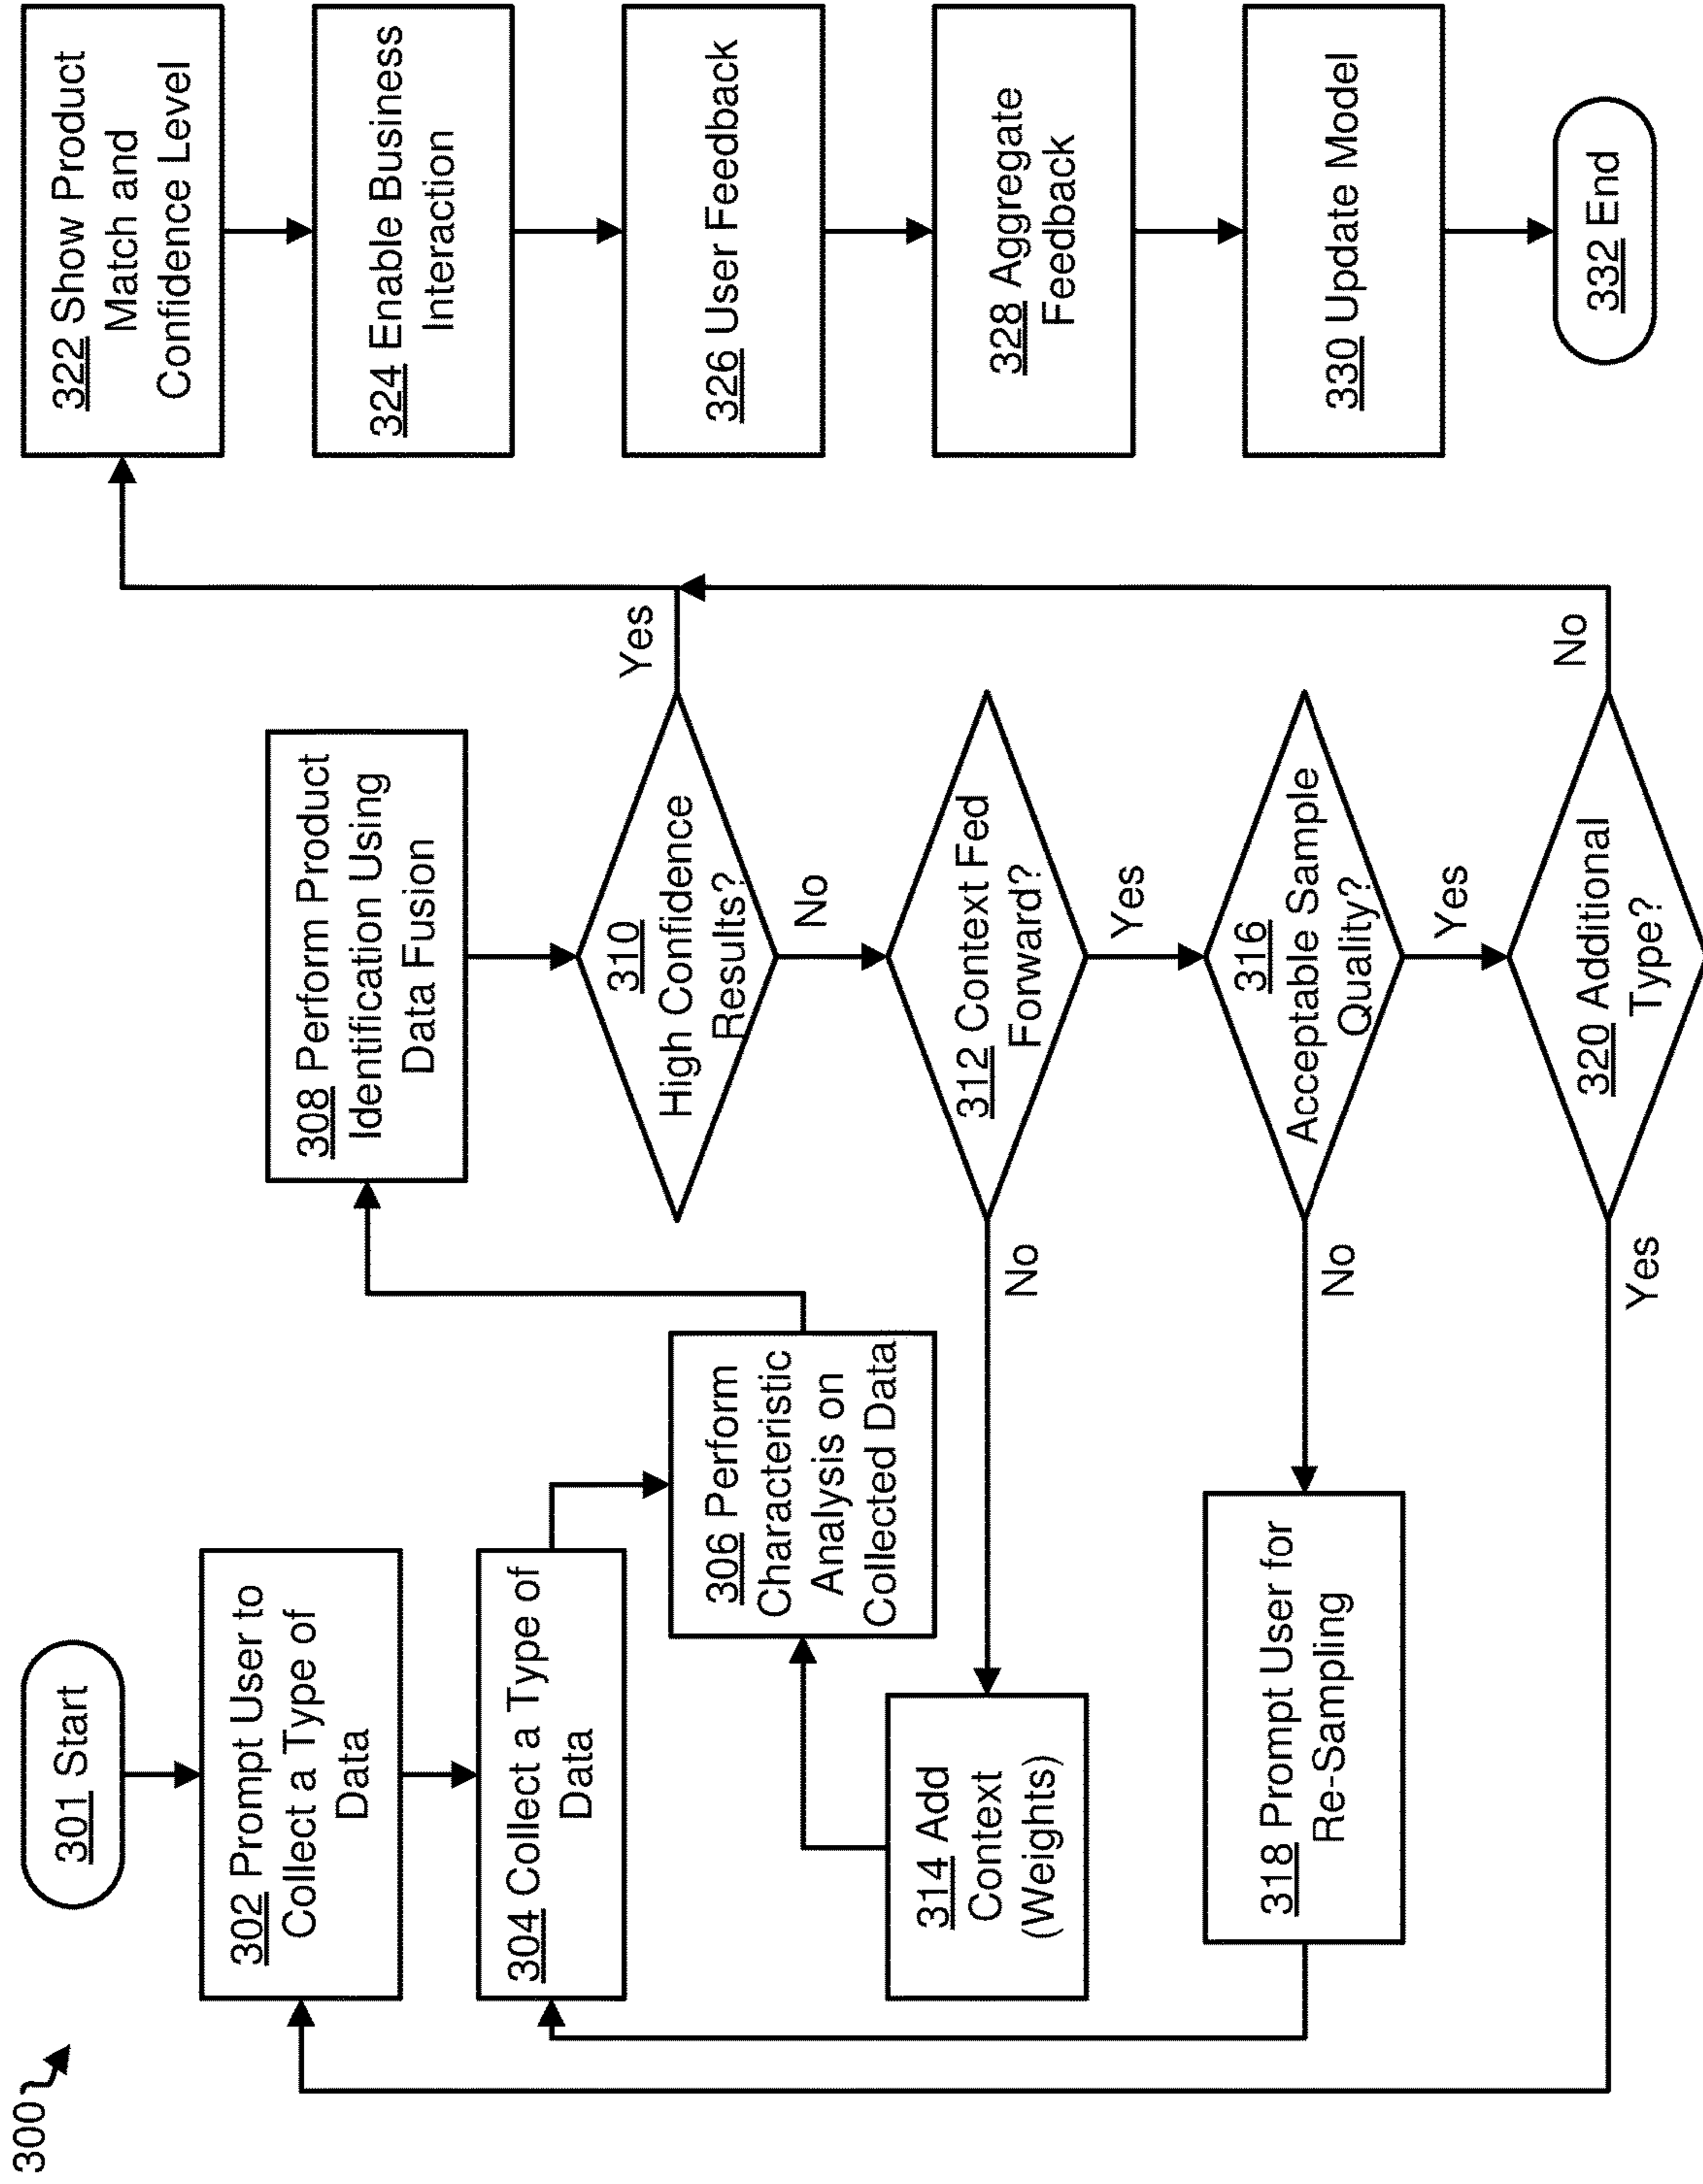 300
301 Start
302 Prompt User to
Collect a Type of
Data
304 Collect a Type of
Data
306 Perform
Characteristic
Analysis on
Collected Data
308 Perform Product
Identification Using
Data Fusion
310
High Confidence
Results?
Yes
No
312 Context Fed
Forward?
No
Yes
314 Add
Context
(Weights)
316
Acceptable Sample
Quality?
No
Yes
318 Prompt User for
Re-Sampling
320 Additional
Type?
Yes
No
322 Show Product
Match and
Confidence Level
324 Enable Business
Interaction
326 User Feedback
328 Aggregate
Feedback
330 Update Model
332 End